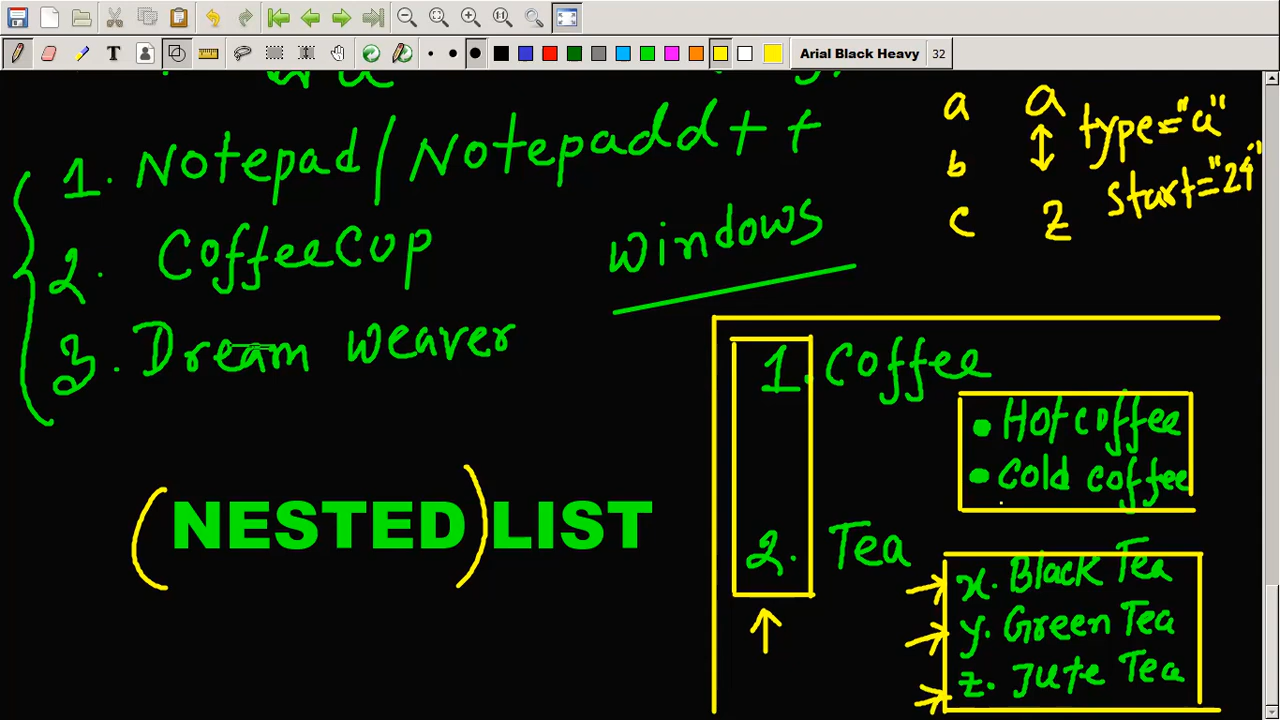 Arial Black Heavy 32
1. Notepad/Notepadd++
2. CoffeeCup
3. Dream weaver
windows
a a type="a"
b
c z start="24"
(NESTED) LIST
1. Coffee
• Hot coffee
• Cold coffee
2. Tea
x. Black Tea
y. Green Tea
z. Jute Tea